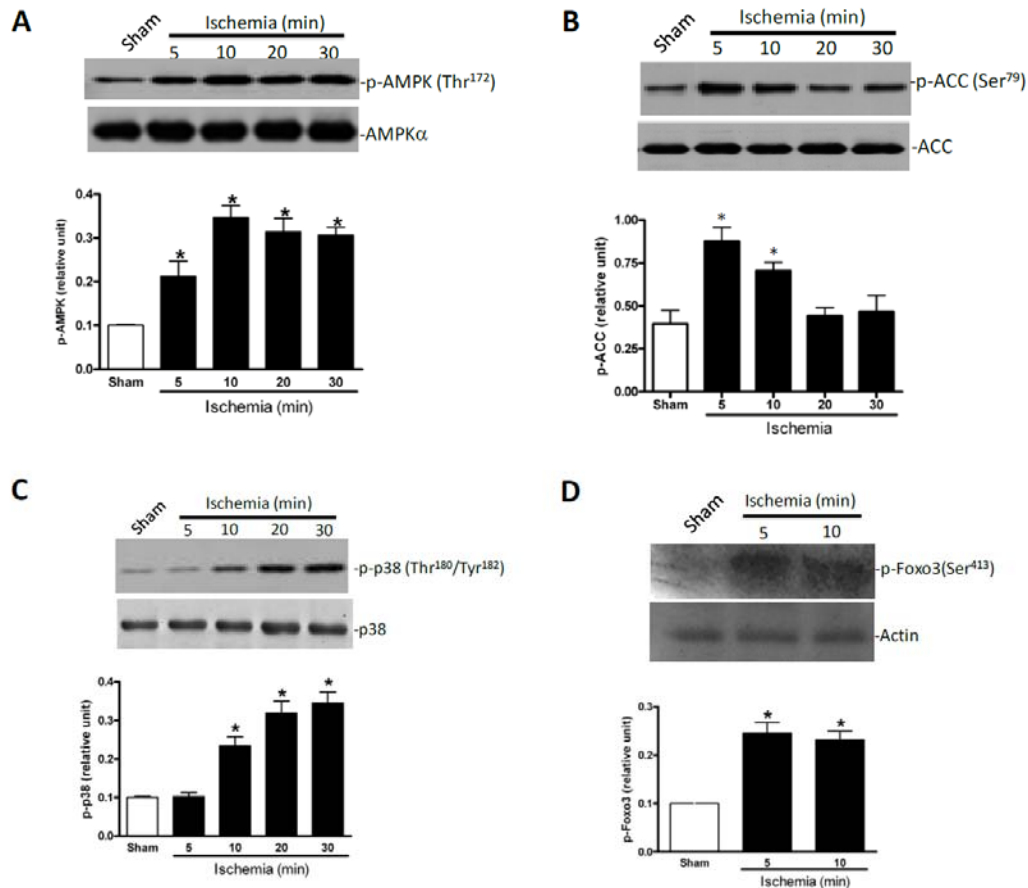 A
Sham
Ischemia (min)
5 10 20 30
-p-AMPK (Thr¹⁷²)
-AMPKα
p-AMPK (relative unit)
0.4
0.3
0.2
0.1
0.0
* * * *
Sham 5 10 20 30
Ischemia (min)
B
Sham
Ischemia (min)
5 10 20 30
-p-ACC (Ser⁷⁹)
-ACC
p-ACC (relative unit)
1.00
0.75
0.50
0.25
0.00
* *
Sham 5 10 20 30
Ischemia
C
Sham
Ischemia (min)
5 10 20 30
-p-p38 (Thr¹⁸⁰/Tyr¹⁸²)
-p38
p-p38 (relative unit)
0.4
0.3
0.2
0.1
0.0
* * *
Sham 5 10 20 30
Ischemia (min)
D
Sham
Ischemia (min)
5 10
-p-Foxo3(Ser⁴¹³)
-Actin
p-Foxo3 (relative unit)
0.3
0.2
0.1
0.0
* *
Sham 5 10
Ischemia (min)